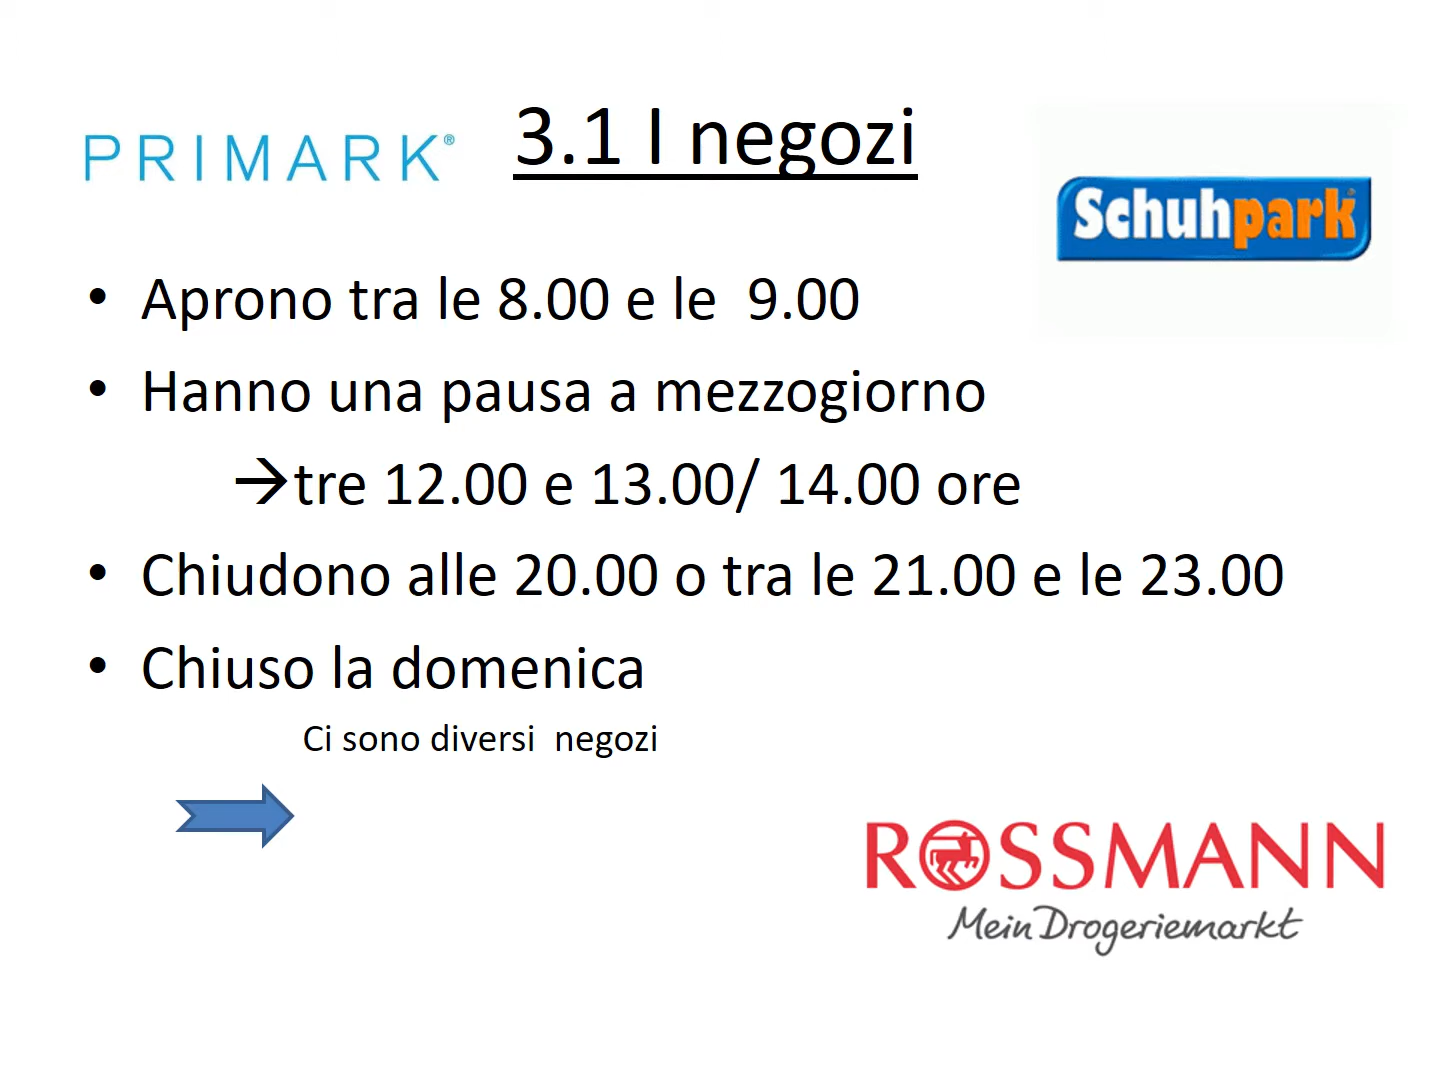 PRIMARK®
3.1 I negozi
Schuhpark
• Aprono tra le 8.00 e le  9.00
• Hanno una pausa a mezzogiorno
→tre 12.00 e 13.00/ 14.00 ore
• Chiudono alle 20.00 o tra le 21.00 e le 23.00
• Chiuso la domenica
Ci sono diversi  negozi
ROSSMANN
Mein Drogeriemarkt